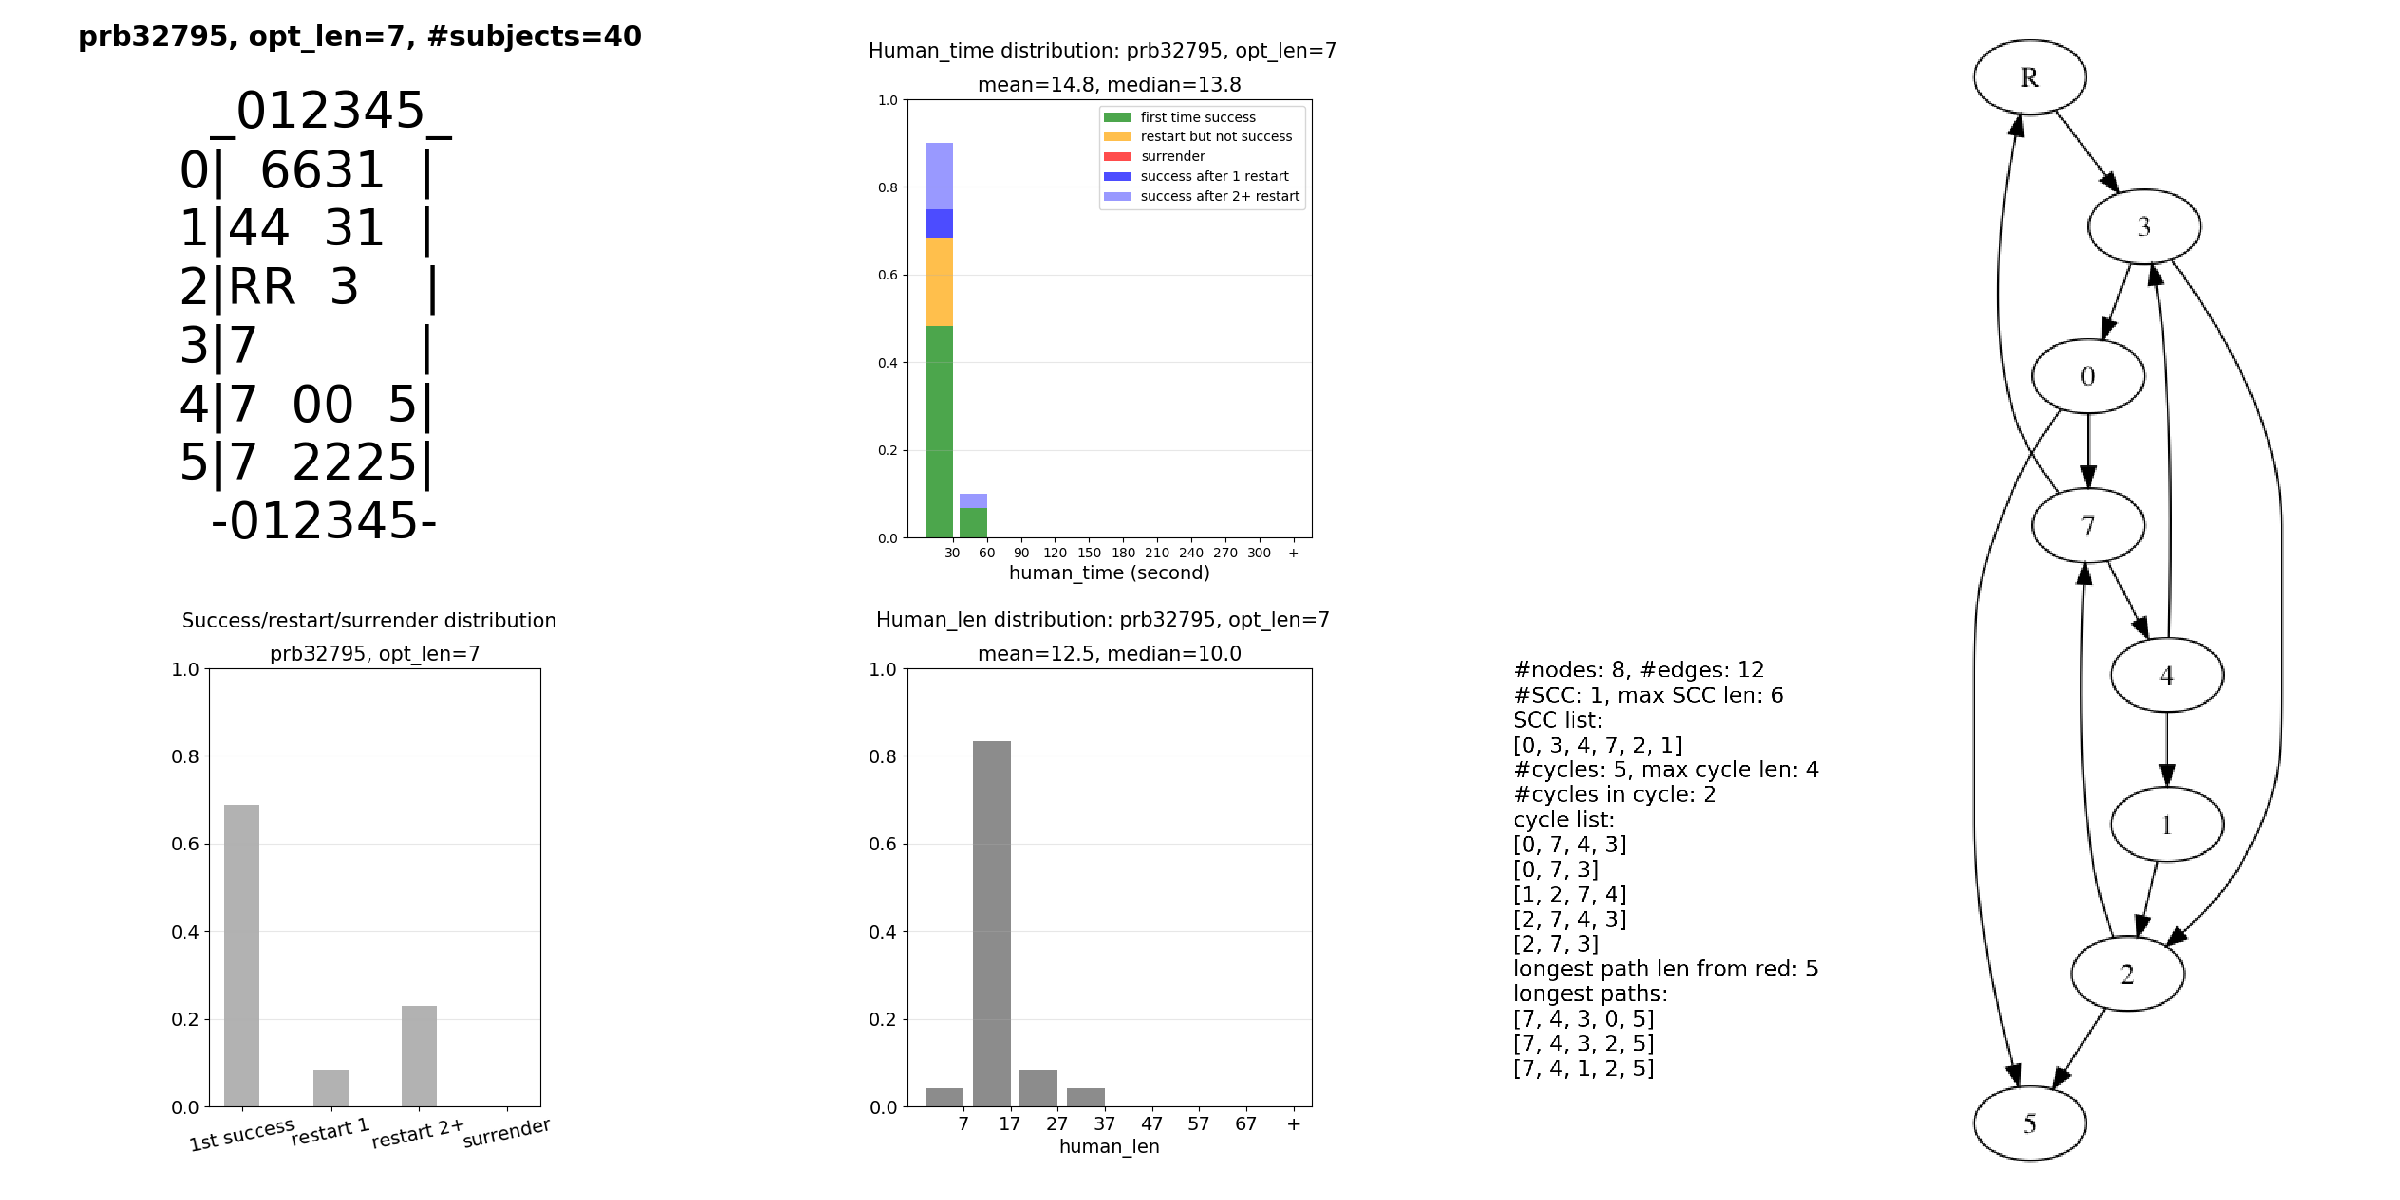 prb32795, opt_len=7, #subjects=40
_012345_
0| 6631 |
1|44 31 |
2|RR 3 |
3|7 |
4|7 00 5|
5|7 2225|
-012345-
Human_time distribution: prb32795, opt_len=7
mean=14.8, median=13.8
1.0
0.8
0.6
0.4
0.2
0.0
first time success
restart but not success
surrender
success after 1 restart
success after 2+ restart
30 60 90 120 150 180 210 240 270 300 +
human_time (second)
Success/restart/surrender distribution
prb32795, opt_len=7
1.0
0.8
0.6
0.4
0.2
0.0
1st success restart 1 restart 2+ surrender
Human_len distribution: prb32795, opt_len=7
mean=12.5, median=10.0
1.0
0.8
0.6
0.4
0.2
0.0
7 17 27 37 47 57 67 +
human_len
#nodes: 8, #edges: 12
#SCC: 1, max SCC len: 6
SCC list:
[0, 3, 4, 7, 2, 1]
#cycles: 5, max cycle len: 4
#cycles in cycle: 2
cycle list:
[0, 7, 4, 3]
[0, 7, 3]
[1, 2, 7, 4]
[2, 7, 4, 3]
[2, 7, 3]
longest path len from red: 5
longest paths:
[7, 4, 3, 0, 5]
[7, 4, 3, 2, 5]
[7, 4, 1, 2, 5]
R
3
0
7
4
1
2
5